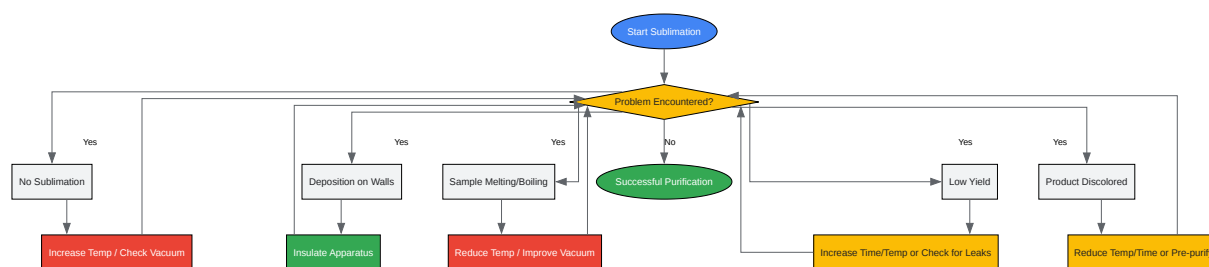 Start Sublimation
Problem Encountered?
Yes
Yes
Yes
No
Yes
Yes
No Sublimation
Deposition on Walls
Sample Melting/Boiling
Successful Purification
Low Yield
Product Discolored
Increase Temp / Check Vacuum
Insulate Apparatus
Reduce Temp / Improve Vacuum
Increase Time/Temp or Check for Leaks
Reduce Temp/Time or Pre-purif